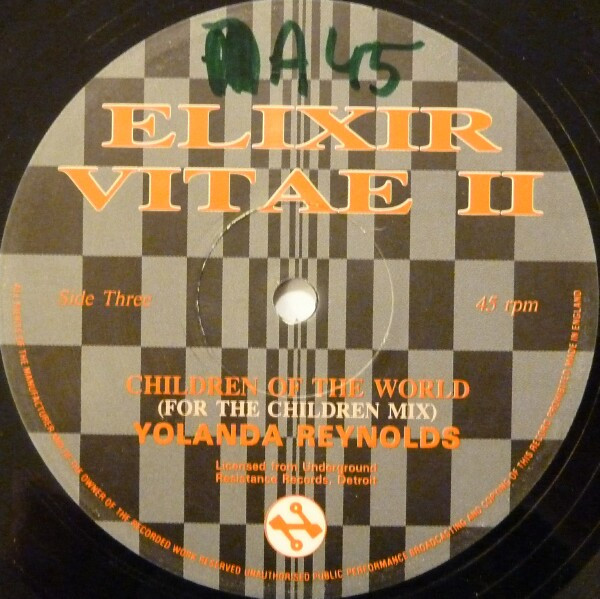 MA45
ELIXIR
VITAE II
Side Three
45 rpm
CHILDREN OF THE WORLD
(FOR THE CHILDREN MIX)
YOLANDA REYNOLDS
Licensed from Underground
Resistance Records, Detroit
ALL RIGHTS OF THE MANUFACTURER AND OF THE OWNER OF THE RECORDED WORK RESERVED UNAUTHORISED PUBLIC PERFORMANCE BROADCASTING AND COPYING OF THIS RECORD PROHIBITED MADE IN ENGLAND